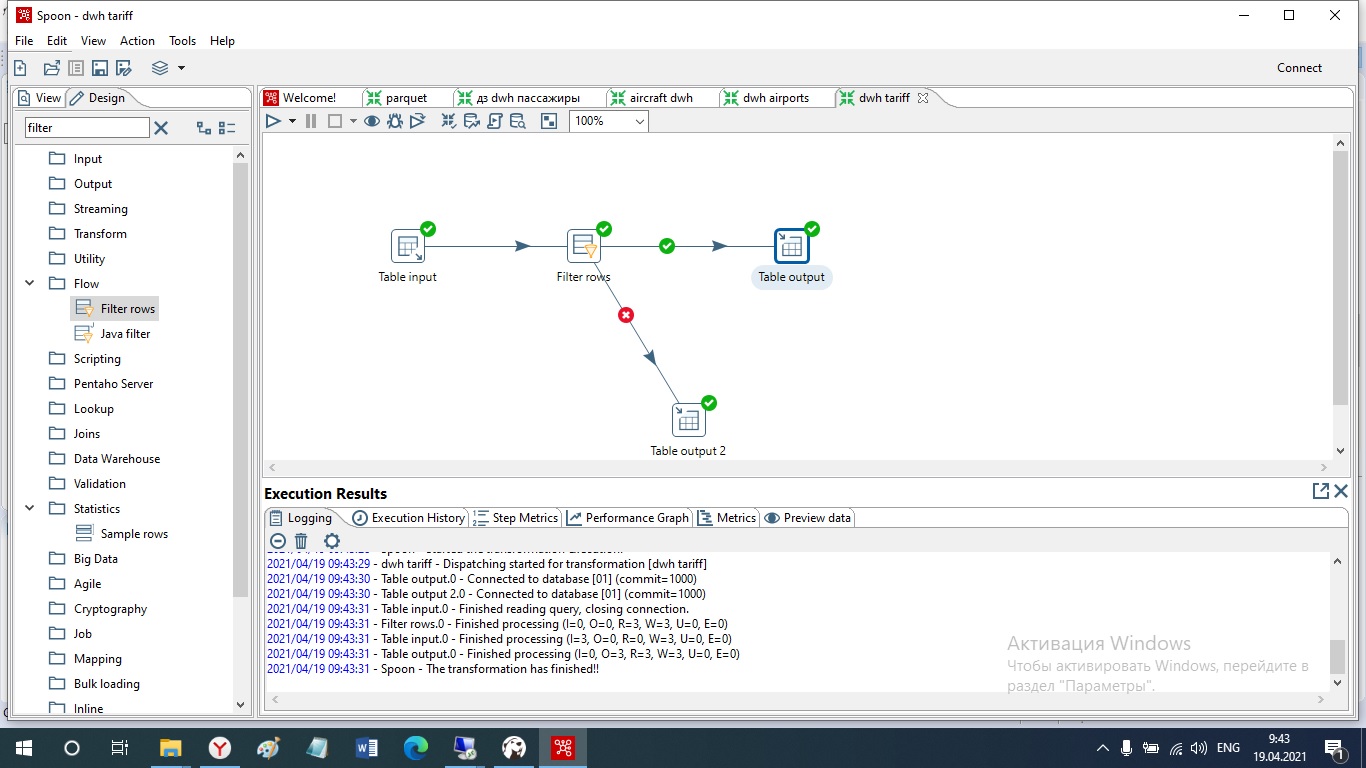 Spoon - dwh tariff
File Edit View Action Tools Help
Connect
View Design
Welcome! parquet дз dwh пассажиры aircraft dwh dwh airports dwh tariff
filter
100%
Input
Output
Streaming
Transform
Utility
Flow
Filter rows
Java filter
Scripting
Pentaho Server
Lookup
Joins
Data Warehouse
Validation
Statistics
Sample rows
Big Data
Agile
Cryptography
Job
Mapping
Bulk loading
Inline
Table input
Filter rows
Table output
Table output 2
Execution Results
Logging Execution History Step Metrics Performance Graph Metrics Preview data
2021/04/19 09:43:29 - dwh tariff - Dispatching started for transformation [dwh tariff]
2021/04/19 09:43:30 - Table output.0 - Connected to database [01] (commit=1000)
2021/04/19 09:43:30 - Table output 2.0 - Connected to database [01] (commit=1000)
2021/04/19 09:43:31 - Table input.0 - Finished reading query, closing connection.
2021/04/19 09:43:31 - Filter rows.0 - Finished processing (I=0, O=0, R=3, W=3, U=0, E=0)
2021/04/19 09:43:31 - Table input.0 - Finished processing (I=3, O=0, R=0, W=3, U=0, E=0)
2021/04/19 09:43:31 - Table output.0 - Finished processing (I=0, O=3, R=3, W=3, U=0, E=0)
2021/04/19 09:43:31 - Spoon - The transformation has finished!!
Активация Windows
Чтобы активировать Windows, перейдите в
раздел "Параметры".
ENG
9:43
19.04.2021
1